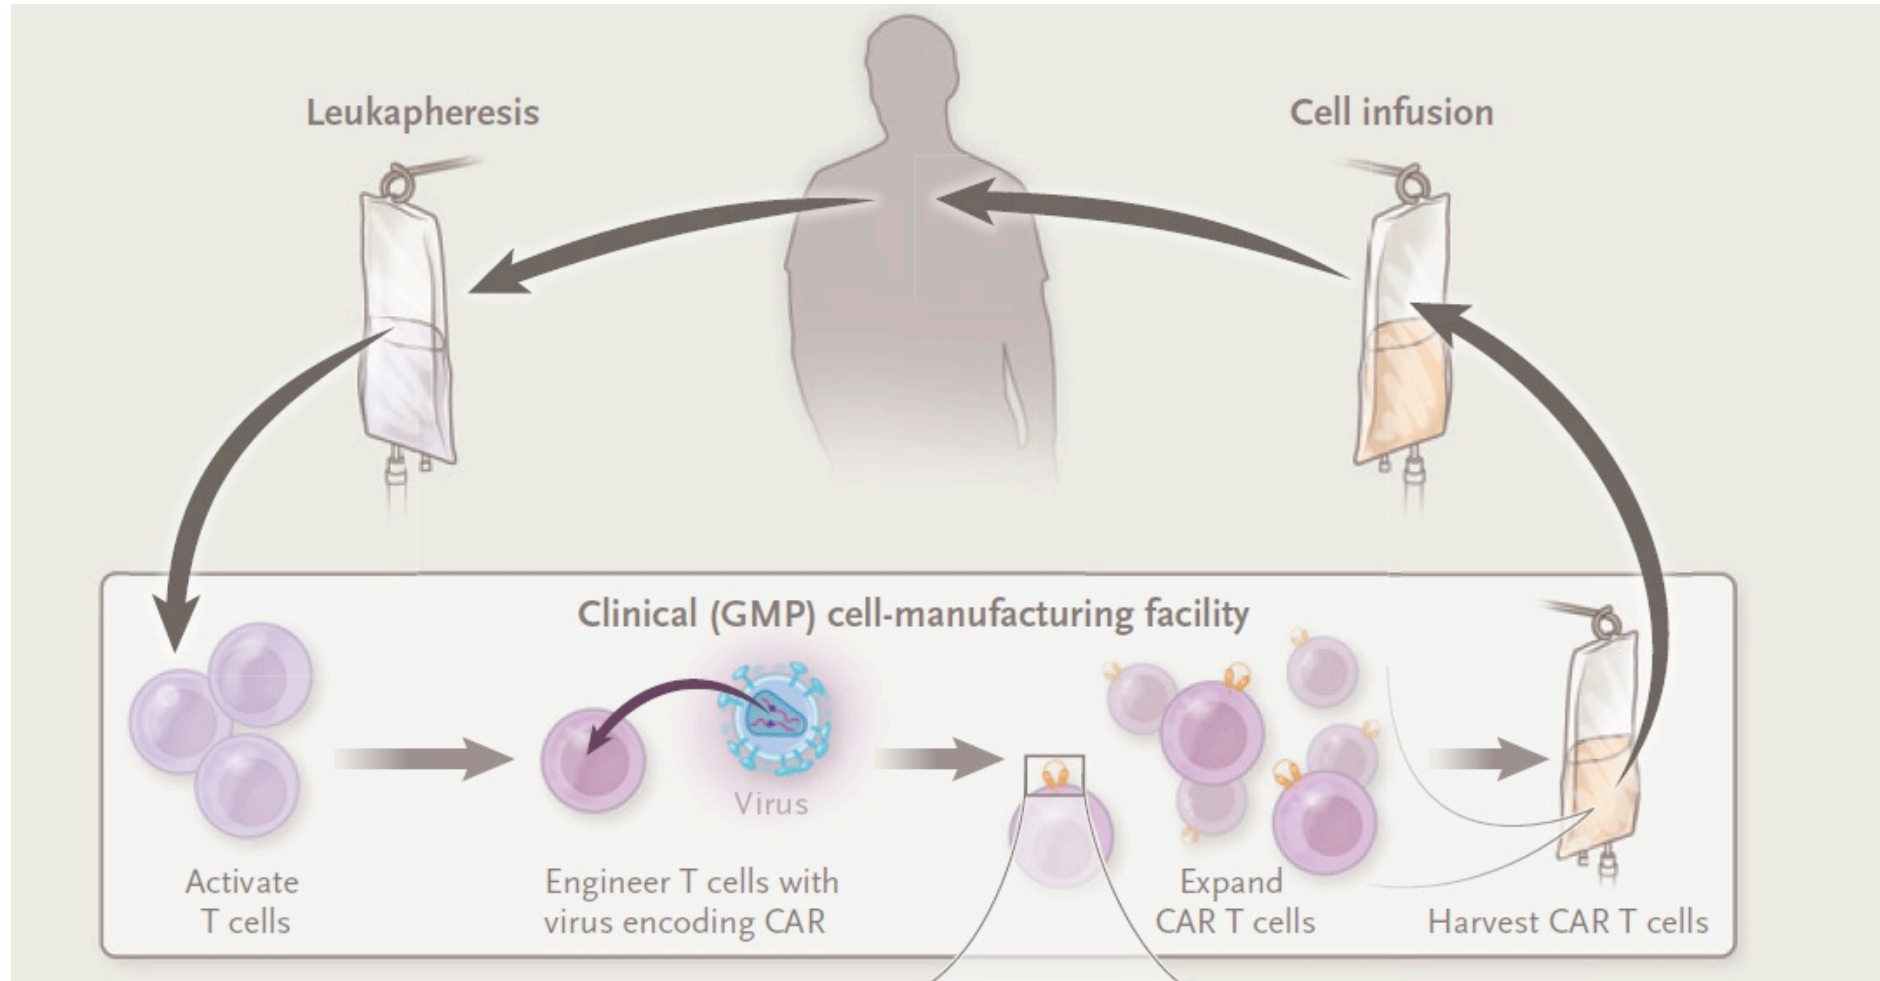 Leukapheresis
Cell infusion
Clinical (GMP) cell-manufacturing facility
Virus
Activate
T cells
Engineer T cells with
virus encoding CAR
Expand
CAR T cells
Harvest CAR T cells